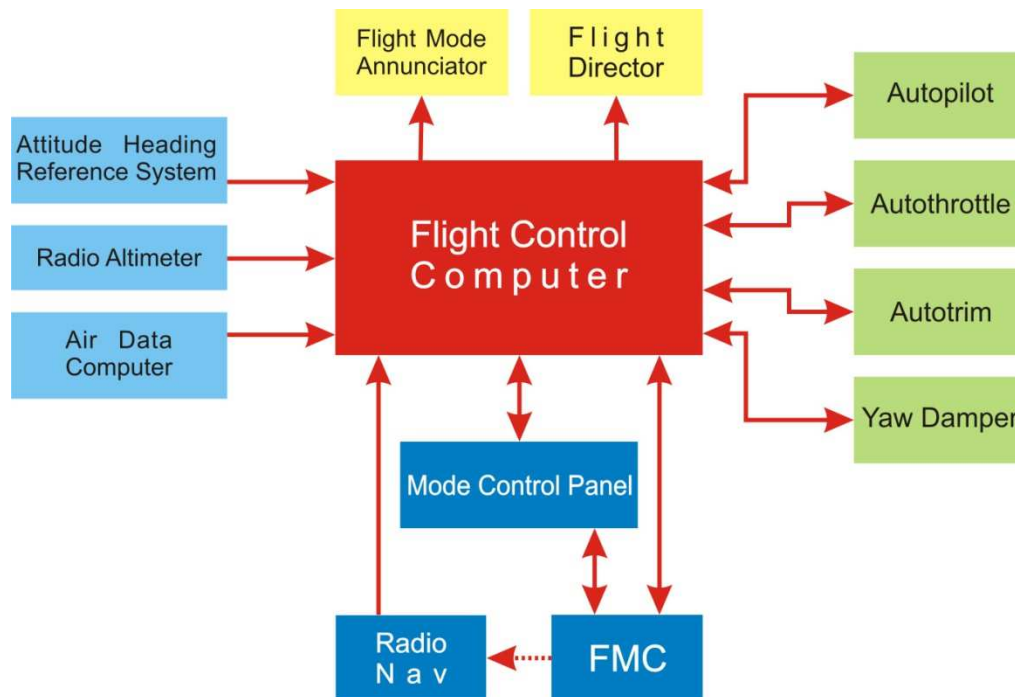 Flight Mode
Annunciator
Flight
Director
Attitude Heading
Reference System
Radio Altimeter
Air Data
Computer
Flight Control
Computer
Autopilot
Autothrottle
Autotrim
Yaw Damper
Mode Control Panel
Radio
Nav
FMC